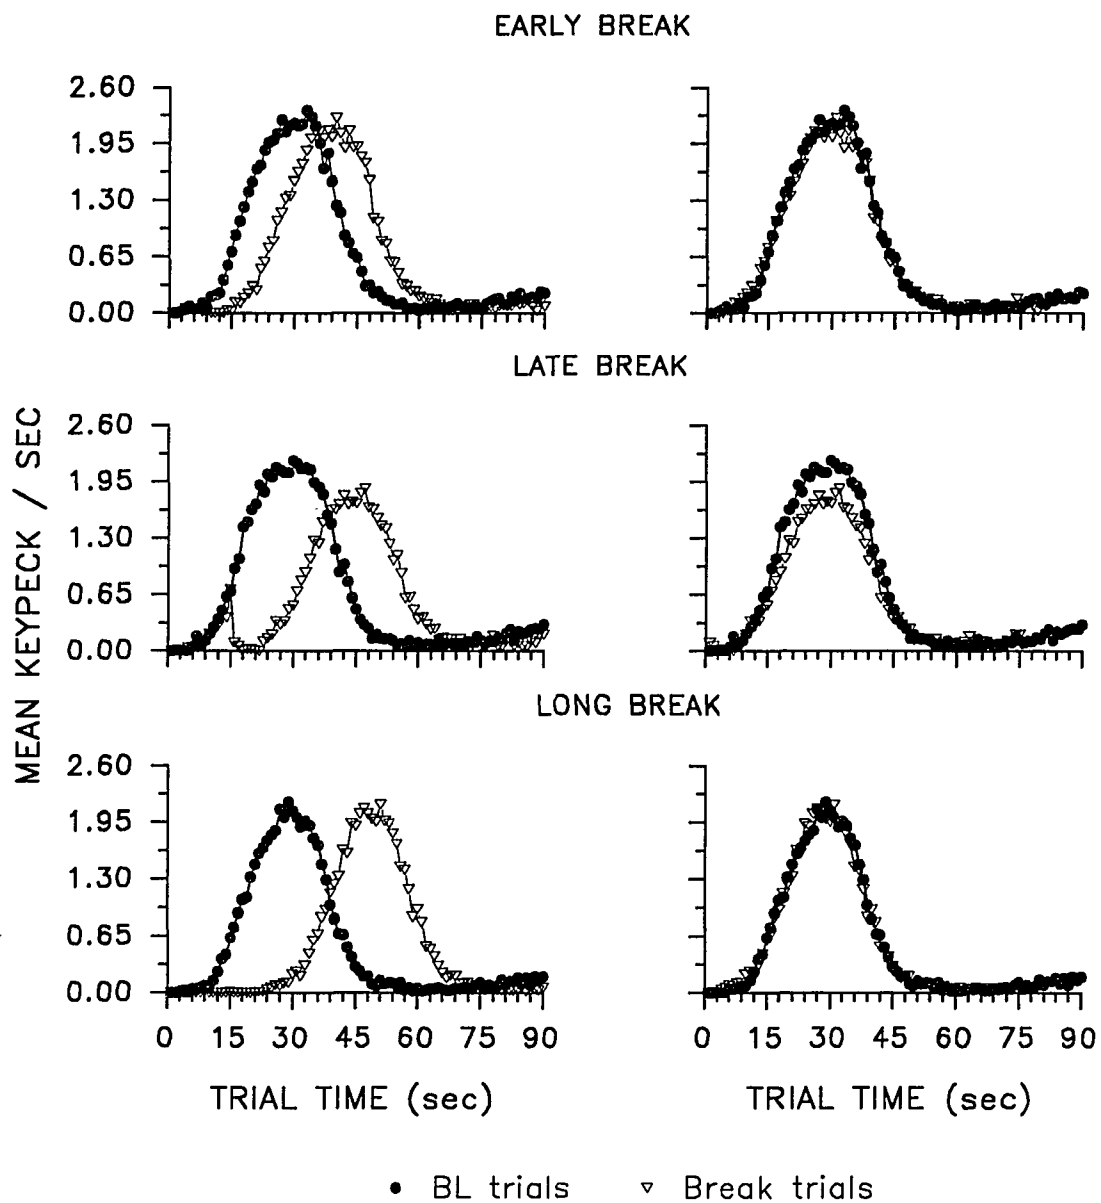 EARLY BREAK
2.60
1.95
1.30
0.65
0.00
LATE BREAK
2.60
1.95
1.30
0.65
0.00
MEAN KEYPECK / SEC
LONG BREAK
2.60
1.95
1.30
0.65
0.00
0 15 30 45 60 75 90
0 15 30 45 60 75 90
TRIAL TIME (sec)
TRIAL TIME (sec)
BL trials
Break trials